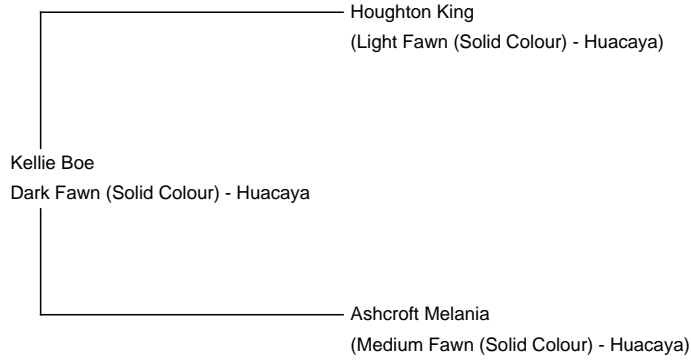 Houghton King
(Light Fawn (Solid Colour) - Huacaya)
Kellie Boe
Dark Fawn (Solid Colour) - Huacaya
Ashcroft Melania
(Medium Fawn (Solid Colour) - Huacaya)